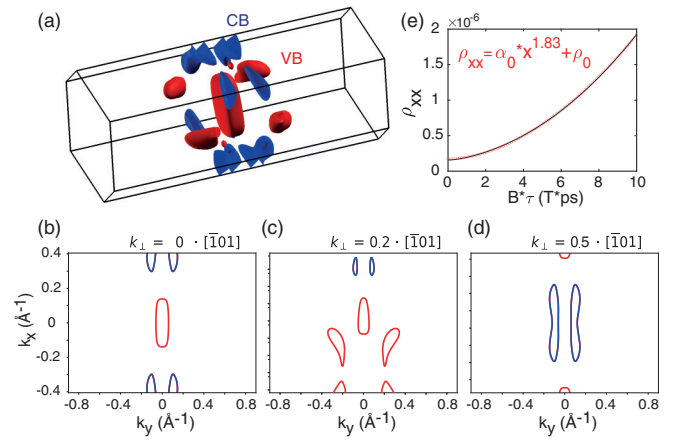 (a)
CB
VB
(e)
×10⁻⁶
ρxx=α₀*x^1.83+ρ₀
ρxx
2
1.5
1
0.5
0
0 2 4 6 8 10
B*τ (T*ps)
(b)
k⊥ = 0 · [1̅01]
(c)
k⊥ = 0.2 · [1̅01]
(d)
k⊥ = 0.5 · [1̅01]
kx (Å⁻¹)
0.4
0.2
0
-0.2
-0.4
-0.8 -0.4 0 0.4 0.8
ky (Å⁻¹)
-0.8 -0.4 0 0.4 0.8
ky (Å⁻¹)
-0.8 -0.4 0 0.4 0.8
ky (Å⁻¹)